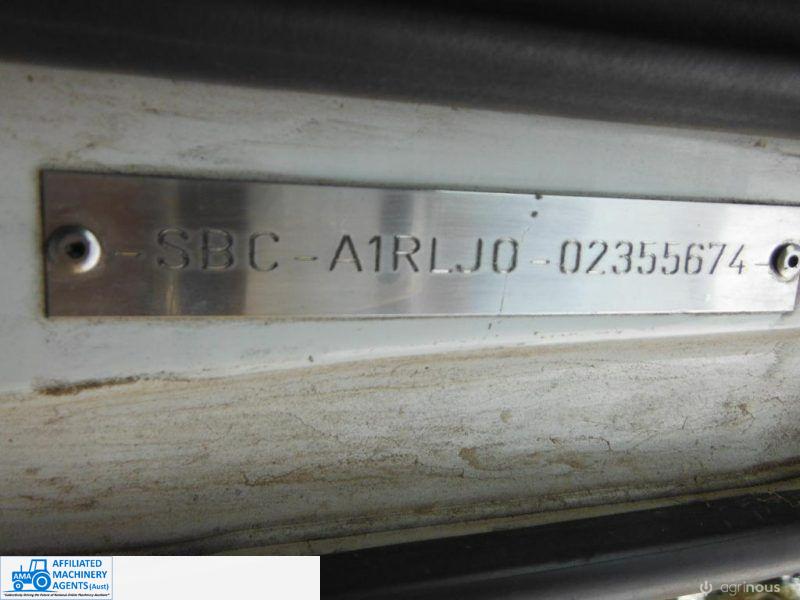 -SBC-A1RLJ0-02355674-
AMA
AFFILIATED
MACHINERY
AGENTS (Aust)
agrinous